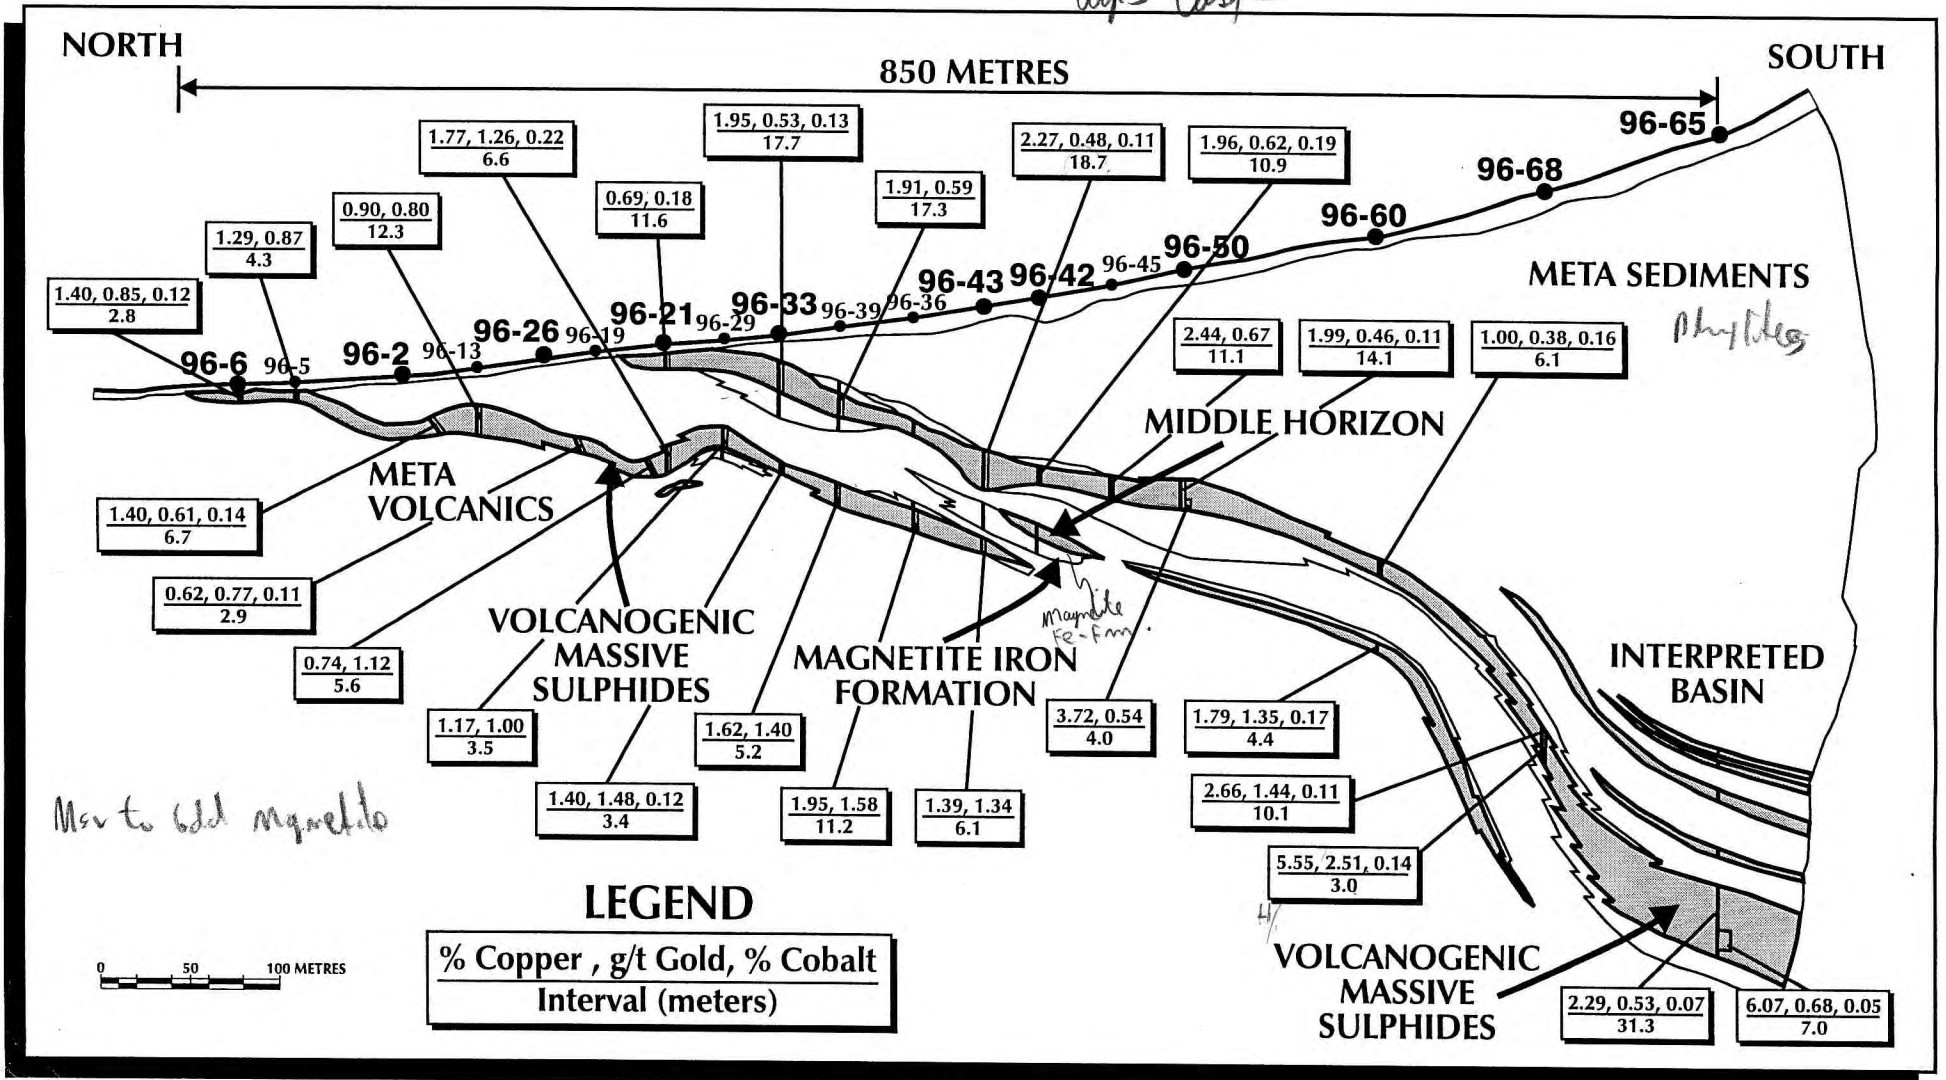 NORTH
SOUTH
850 METRES
96-65
1.95, 0.53, 0.13
17.7
1.77, 1.26, 0.22
6.6
2.27, 0.48, 0.11
18.7
1.96, 0.62, 0.19
10.9
96-68
1.91, 0.59
17.3
0.69, 0.18
11.6
0.90, 0.80
12.3
96-60
1.29, 0.87
4.3
96-50
96-45
META SEDIMENTS
96-43
96-42
1.40, 0.85, 0.12
2.8
96-21
96-33
96-39
96-36
96-26
96-19
96-29
2.44, 0.67
11.1
1.99, 0.46, 0.11
14.1
1.00, 0.38, 0.16
6.1
96-6
96-5
96-2
96-13
MIDDLE HORIZON
META
VOLCANICS
1.40, 0.61, 0.14
6.7
0.62, 0.77, 0.11
2.9
Magnetite
Fe-Fm.
VOLCANOGENIC
MASSIVE
SULPHIDES
MAGNETITE IRON
FORMATION
INTERPRETED
BASIN
0.74, 1.12
5.6
1.17, 1.00
3.5
1.62, 1.40
5.2
3.72, 0.54
4.0
1.79, 1.35, 0.17
4.4
1.40, 1.48, 0.12
3.4
1.95, 1.58
11.2
1.39, 1.34
6.1
2.66, 1.44, 0.11
10.1
5.55, 2.51, 0.14
3.0
LEGEND
% Copper , g/t Gold, % Cobalt
Interval (meters)
0 50 100 METRES
VOLCANOGENIC
MASSIVE
SULPHIDES
2.29, 0.53, 0.07
31.3
6.07, 0.68, 0.05
7.0